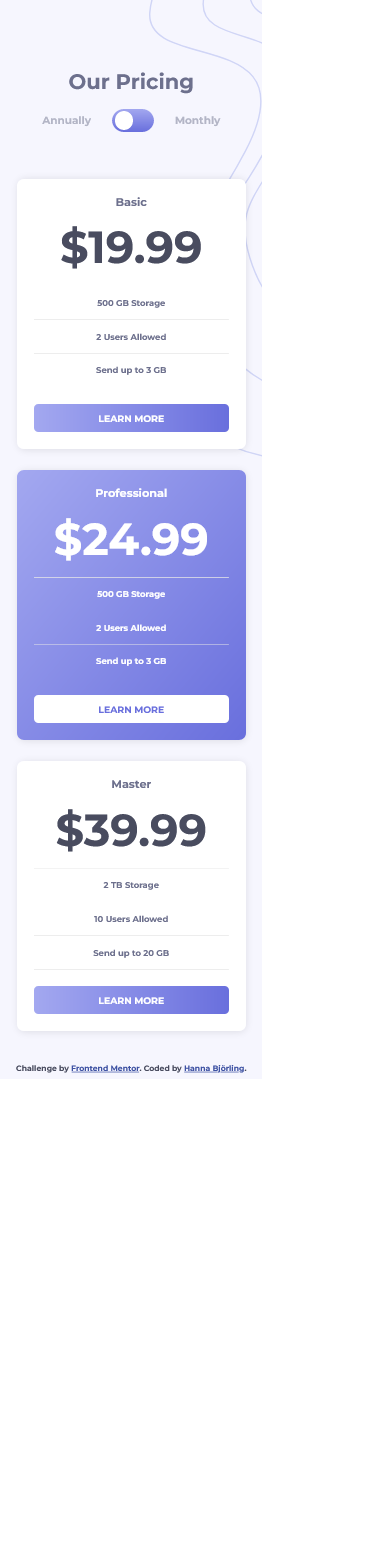 Our Pricing
Annually Monthly
Basic
$19.99
500 GB Storage
2 Users Allowed
Send up to 3 GB
LEARN MORE
Professional
$24.99
500 GB Storage
2 Users Allowed
Send up to 3 GB
LEARN MORE
Master
$39.99
2 TB Storage
10 Users Allowed
Send up to 20 GB
LEARN MORE
Challenge by Frontend Mentor. Coded by Hanna Björling.